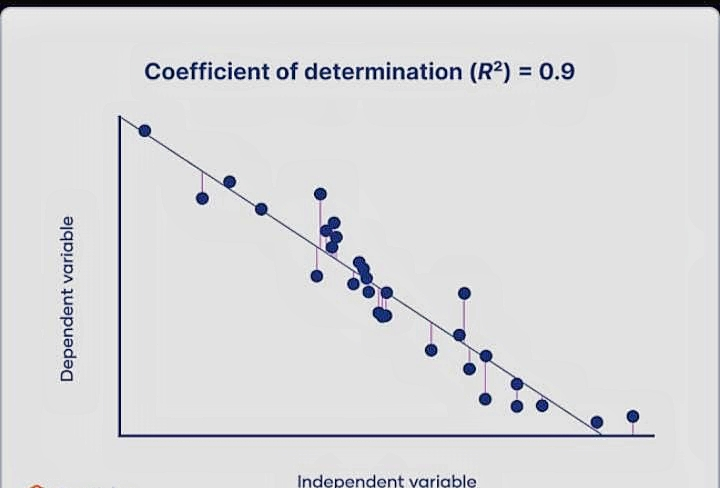 Coefficient of determination (R²) = 0.9
Dependent variable
Independent variable